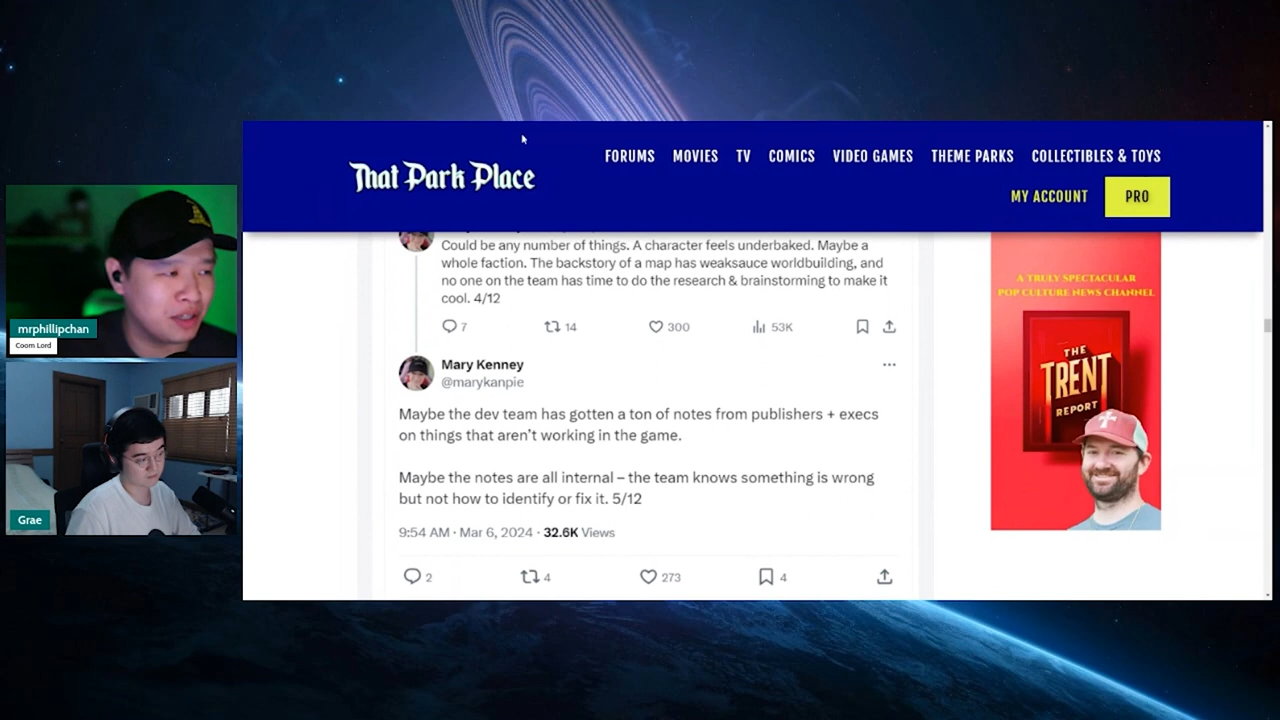 That Park Place
FORUMS MOVIES TV COMICS VIDEO GAMES THEME PARKS COLLECTIBLES & TOYS
MY ACCOUNT PRO
Could be any number of things. A character feels underbaked. Maybe a
whole faction. The backstory of a map has weaksauce worldbuilding, and
no one on the team has time to do the research & brainstorming to make it
cool. 4/12
7 14 300 53K
Mary Kenney
@marykanpie
Maybe the dev team has gotten a ton of notes from publishers + execs
on things that aren't working in the game.
Maybe the notes are all internal – the team knows something is wrong
but not how to identify or fix it. 5/12
9:54 AM · Mar 6, 2024 · 32.6K Views
2 4 273 4
A TRULY SPECTACULAR
POP CULTURE NEWS CHANNEL
THE
TRENT
REPORT
mrphillipchan
Coom Lord
Grae